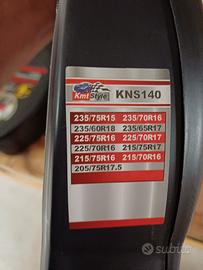 KmtStyle KNS140
235/75R15 235/70R16
235/60R18 235/65R17
225/75R16 225/70R17
225/70R16 215/75R17
215/75R16 215/70R16
205/75R17.5
subito